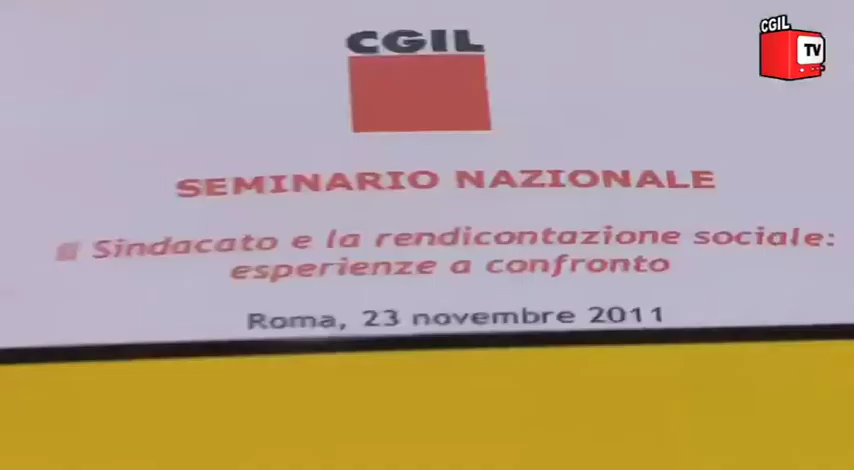 CGIL
CGIL
TV
SEMINARIO NAZIONALE
Sindacato e la rendicontazione sociale:
esperienze a confronto
Roma, 23 novembre 2011